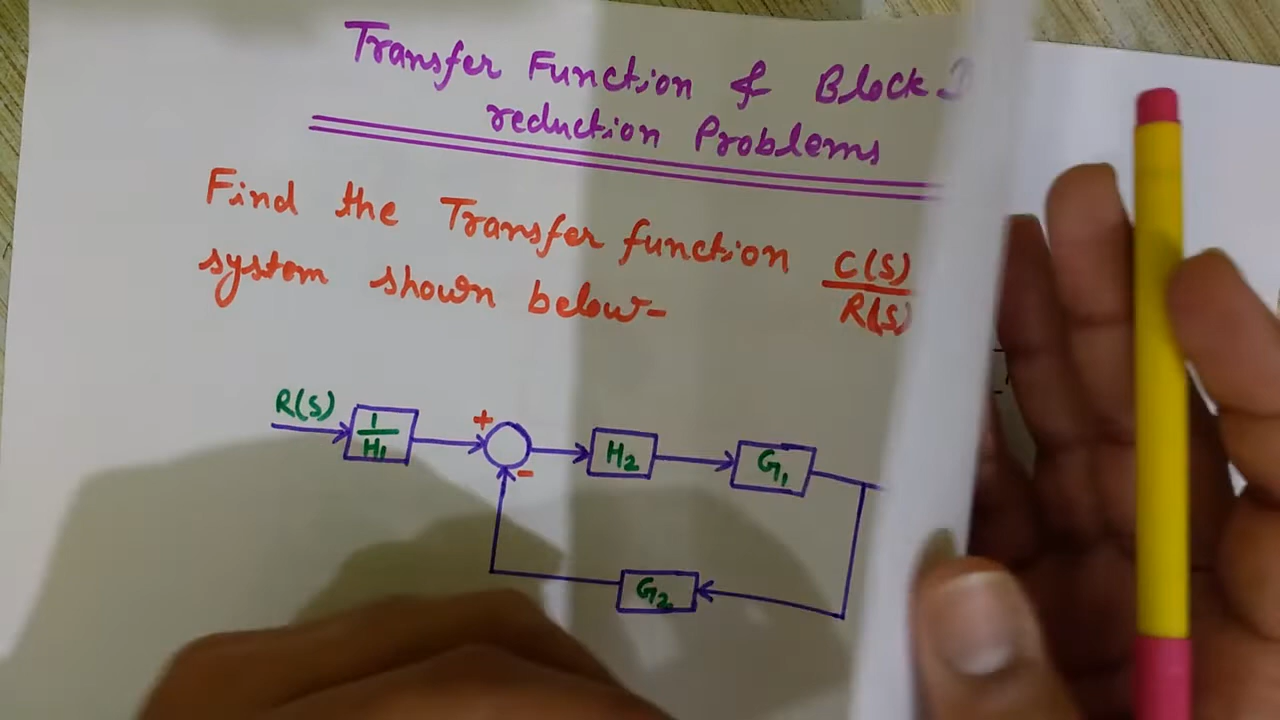 Transfer Function & Block
reduction Problems
Find the Transfer function C(S)
R(S)
system shown below-
R(S)
1
H1
+
-
H2
G1
G2